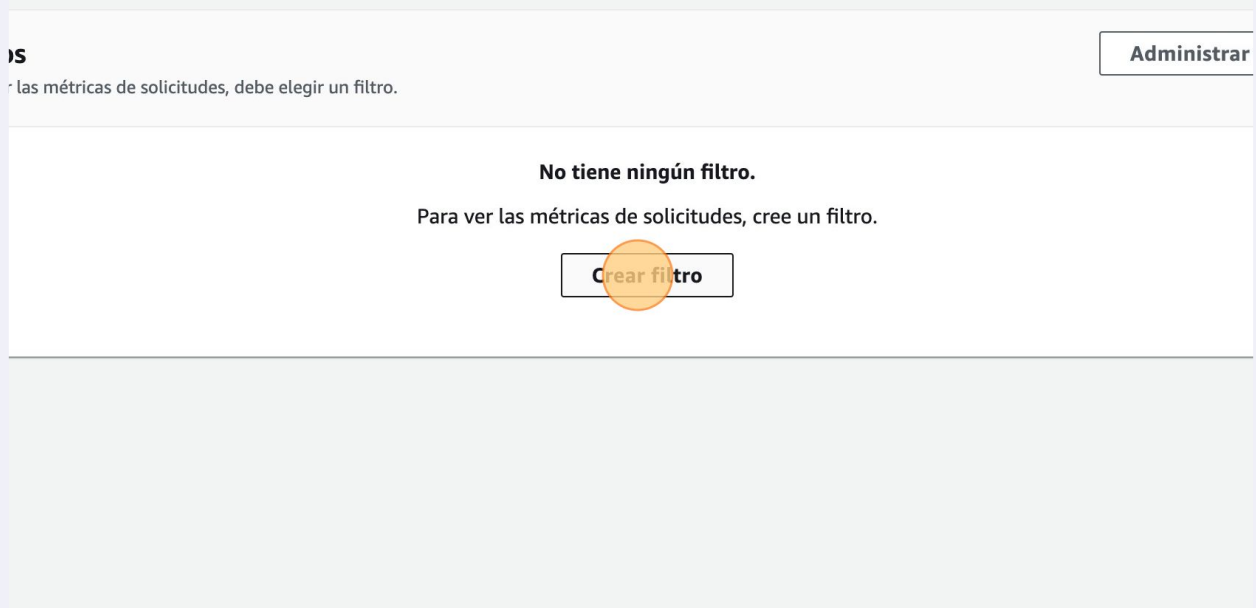 os
Administrar
las métricas de solicitudes, debe elegir un filtro.
No tiene ningún filtro.
Para ver las métricas de solicitudes, cree un filtro.
Crear filtro